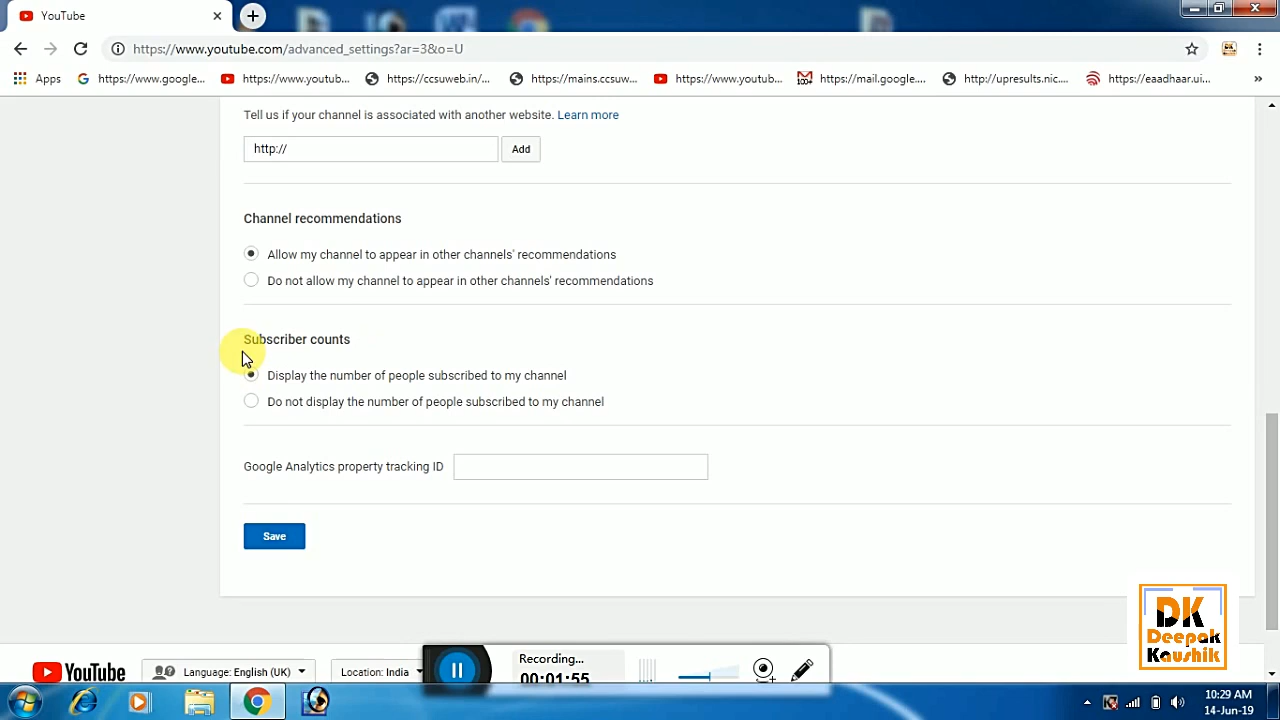 YouTube
https://www.youtube.com/advanced_settings?ar=3&o=U
Apps
https://www.google...
https://www.youtub...
https://ccsuweb.in/...
https://mains.ccsuw...
https://www.youtub...
https://mail.google....
http://upresults.nic....
https://eaadhaar.ui...
»
Tell us if your channel is associated with another website. Learn more
http://
Add
Channel recommendations
Allow my channel to appear in other channels' recommendations
Do not allow my channel to appear in other channels' recommendations
Subscriber counts
Display the number of people subscribed to my channel
Do not display the number of people subscribed to my channel
Google Analytics property tracking ID
Save
DK
Deepak
Kaushik
YouTube
Language: English (UK)
Location: India
Recording...
00:01:55
10:29 AM
14-Jun-19